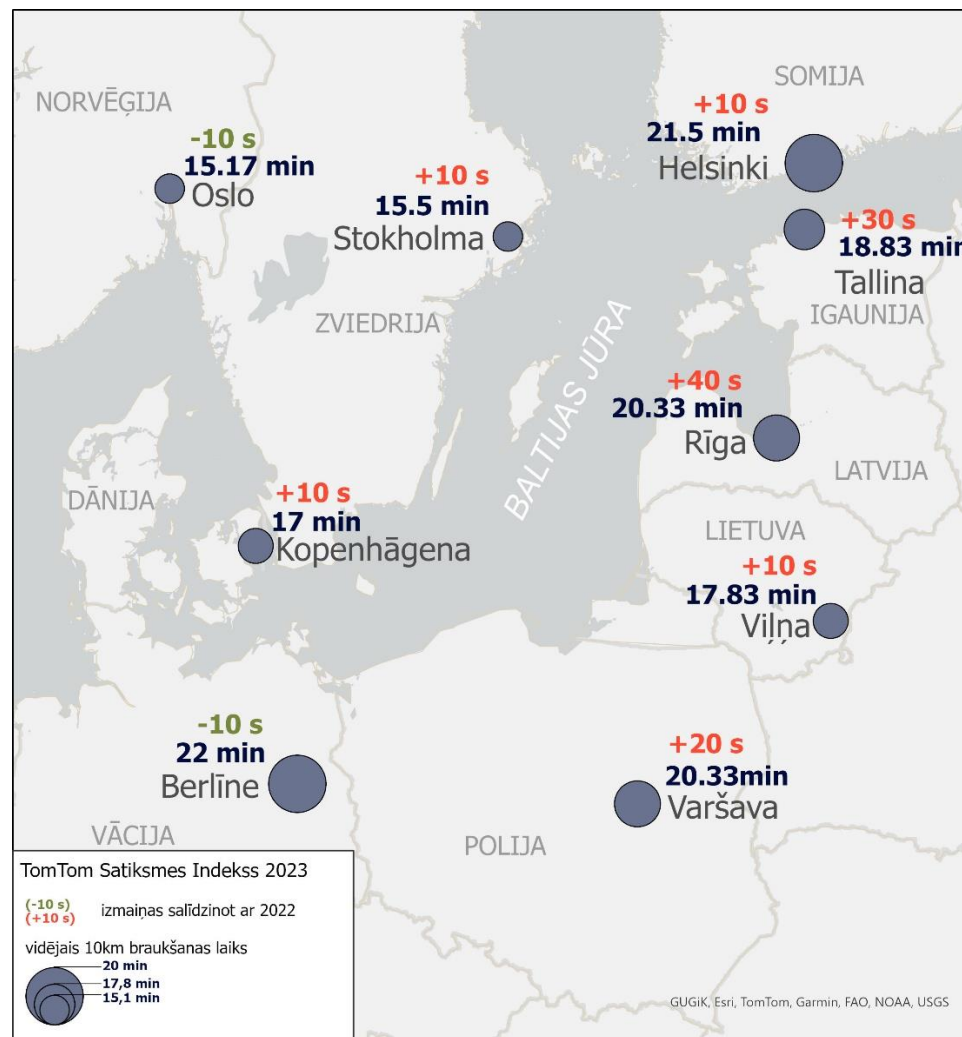 NORVĒĢIJA
SOMIJA
-10 s
15.17 min
Oslo
+10 s
15.5 min
Stokholma
+10 s
21.5 min
Helsinki
+30 s
18.83 min
Tallina
IGAUNIJA
ZVIEDRIJA
BALTIJAS JŪRA
+40 s
20.33 min
Rīga
LATVIJA
DĀNIJA
+10 s
17 min
Kopenhāgena
LIETUVA
+10 s
17.83 min
Viļņa
-10 s
22 min
Berlīne
VĀCIJA
+20 s
20.33min
Varšava
POLIJA
TomTom Satiksmes Indekss 2023
(-10 s)
(+10 s)
izmaiņas salīdzinot ar 2022
vidējais 10km braukšanas laiks
20 min
17,8 min
15,1 min
GUGiK, Esri, TomTom, Garmin, FAO, NOAA, USGS